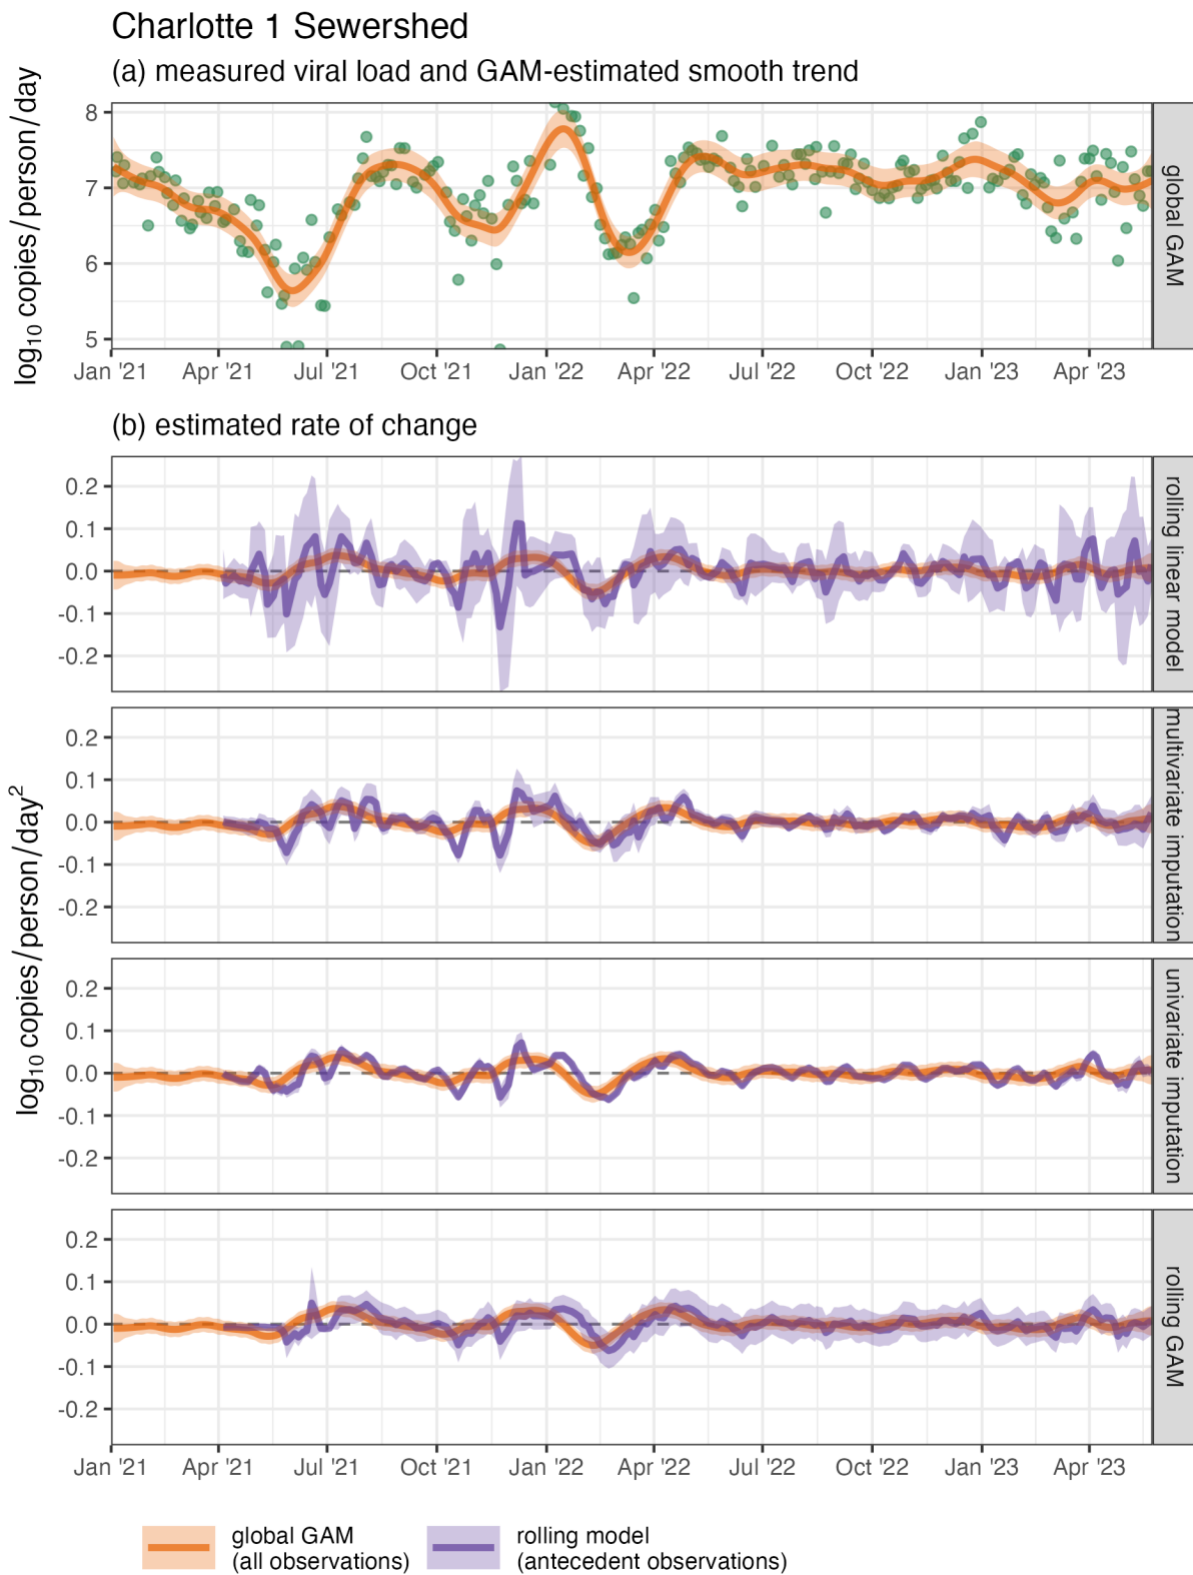 Charlotte 1 Sewershed
(a) measured viral load and GAM-estimated smooth trend
log₁₀ copies/person/day
8
7
6
5
global GAM
Jan '21 Apr '21 Jul '21 Oct '21 Jan '22 Apr '22 Jul '22 Oct '22 Jan '23 Apr '23
(b) estimated rate of change
log₁₀ copies/person/day²
0.2
0.1
0.0
-0.1
-0.2
rolling linear model
0.2
0.1
0.0
-0.1
-0.2
multivariate imputation
0.2
0.1
0.0
-0.1
-0.2
univariate imputation
0.2
0.1
0.0
-0.1
-0.2
rolling GAM
Jan '21 Apr '21 Jul '21 Oct '21 Jan '22 Apr '22 Jul '22 Oct '22 Jan '23 Apr '23
global GAM
(all observations)
rolling model
(antecedent observations)